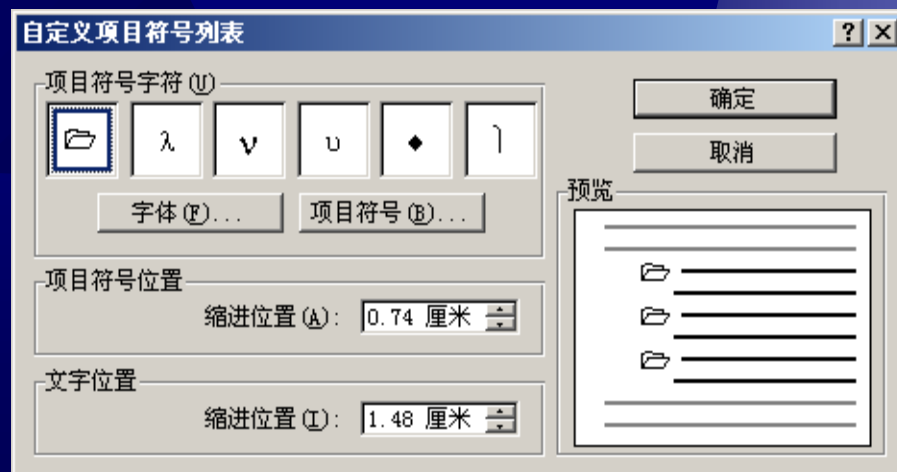 自定义项目符号列表
项目符号字符(U)
λ ν υ ♦
字体(F)... 项目符号(B)...
项目符号位置
缩进位置(A): 0.74 厘米
文字位置
缩进位置(I): 1.48 厘米
确定
取消
预览